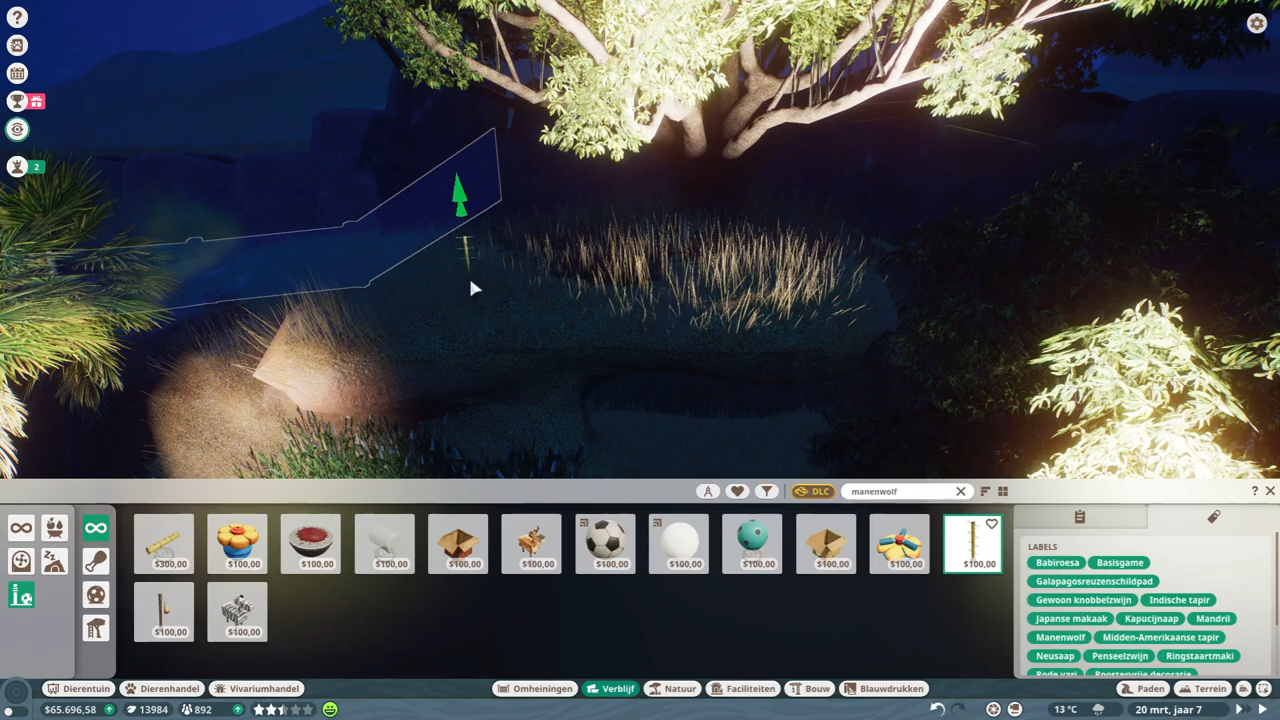 2
DLC
manenwolf
$300,00
$100,00
$100,00
$100,00
$100,00
$100,00
$100,00
$100,00
$100,00
$100,00
$100,00
$100,00
$100,00
$100,00
LABELS
Babiroesa
Basisgame
Galapagosreuzenschildpad
Gewoon knobbelzwijn
Indische tapir
Japanse makaak
Kapucijnaap
Mandril
Manenwolf
Midden-Amerikaanse tapir
Neusaap
Penseelzwijn
Ringstaartmaki
Rode vari
Dierentuin
Dierenhandel
Vivariumhandel
Omheiningen
Verblijf
Natuur
Faciliteiten
Bouw
Blauwdrukken
Paden
Terrein
$65.696,58
13984
892
13 °C
20 mrt, jaar 7